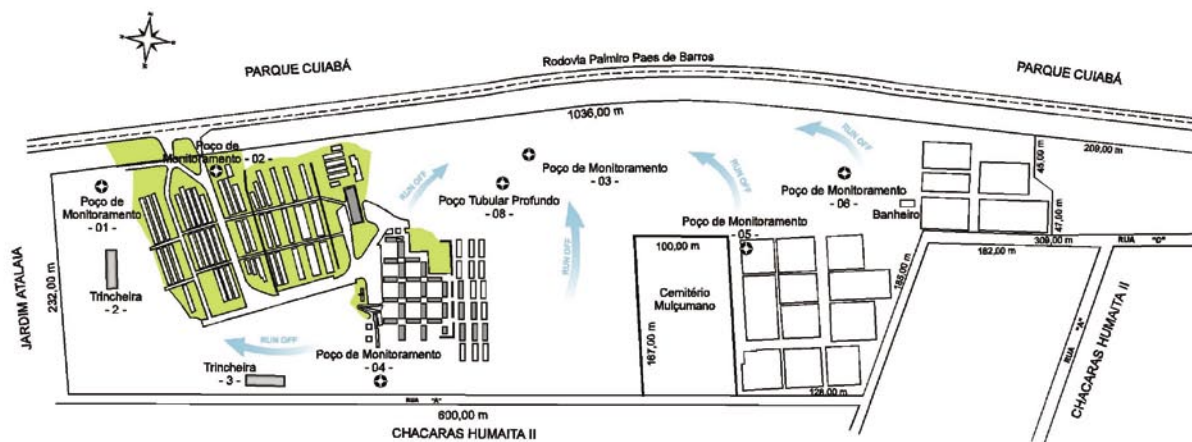 PARQUE CUIABÁ
Rodovia Palmiro Paes de Barros
PARQUE CUIABÁ
1036,00 m
209,00 m
45,00 m
47,00 m
Poço de
Monitoramento - 02 -
Poço de
Monitoramento
- 01 -
Poço de Monitoramento
- 03 -
Poço Tubular Profundo
- 08 -
RUN OFF
RUN OFF
RUN OFF
RUN OFF
RUN OFF
Poço de Monitoramento
- 06 -
Banheiro
Poço de Monitoramento
- 05 -
100,00 m
Cemitério
Mulçumano
167,00 m
185,00 m
182,00 m
309,00 m
RUA "C"
JARDIM ATALAIA
232,00 m
Trincheira
- 2 -
Trincheira
- 3 -
Poço de Monitoramento
- 04 -
128,00 m
RUA "A"
RUA "A"
600,00 m
CHACARAS HUMAITA II
CHACARAS HUMAITA II